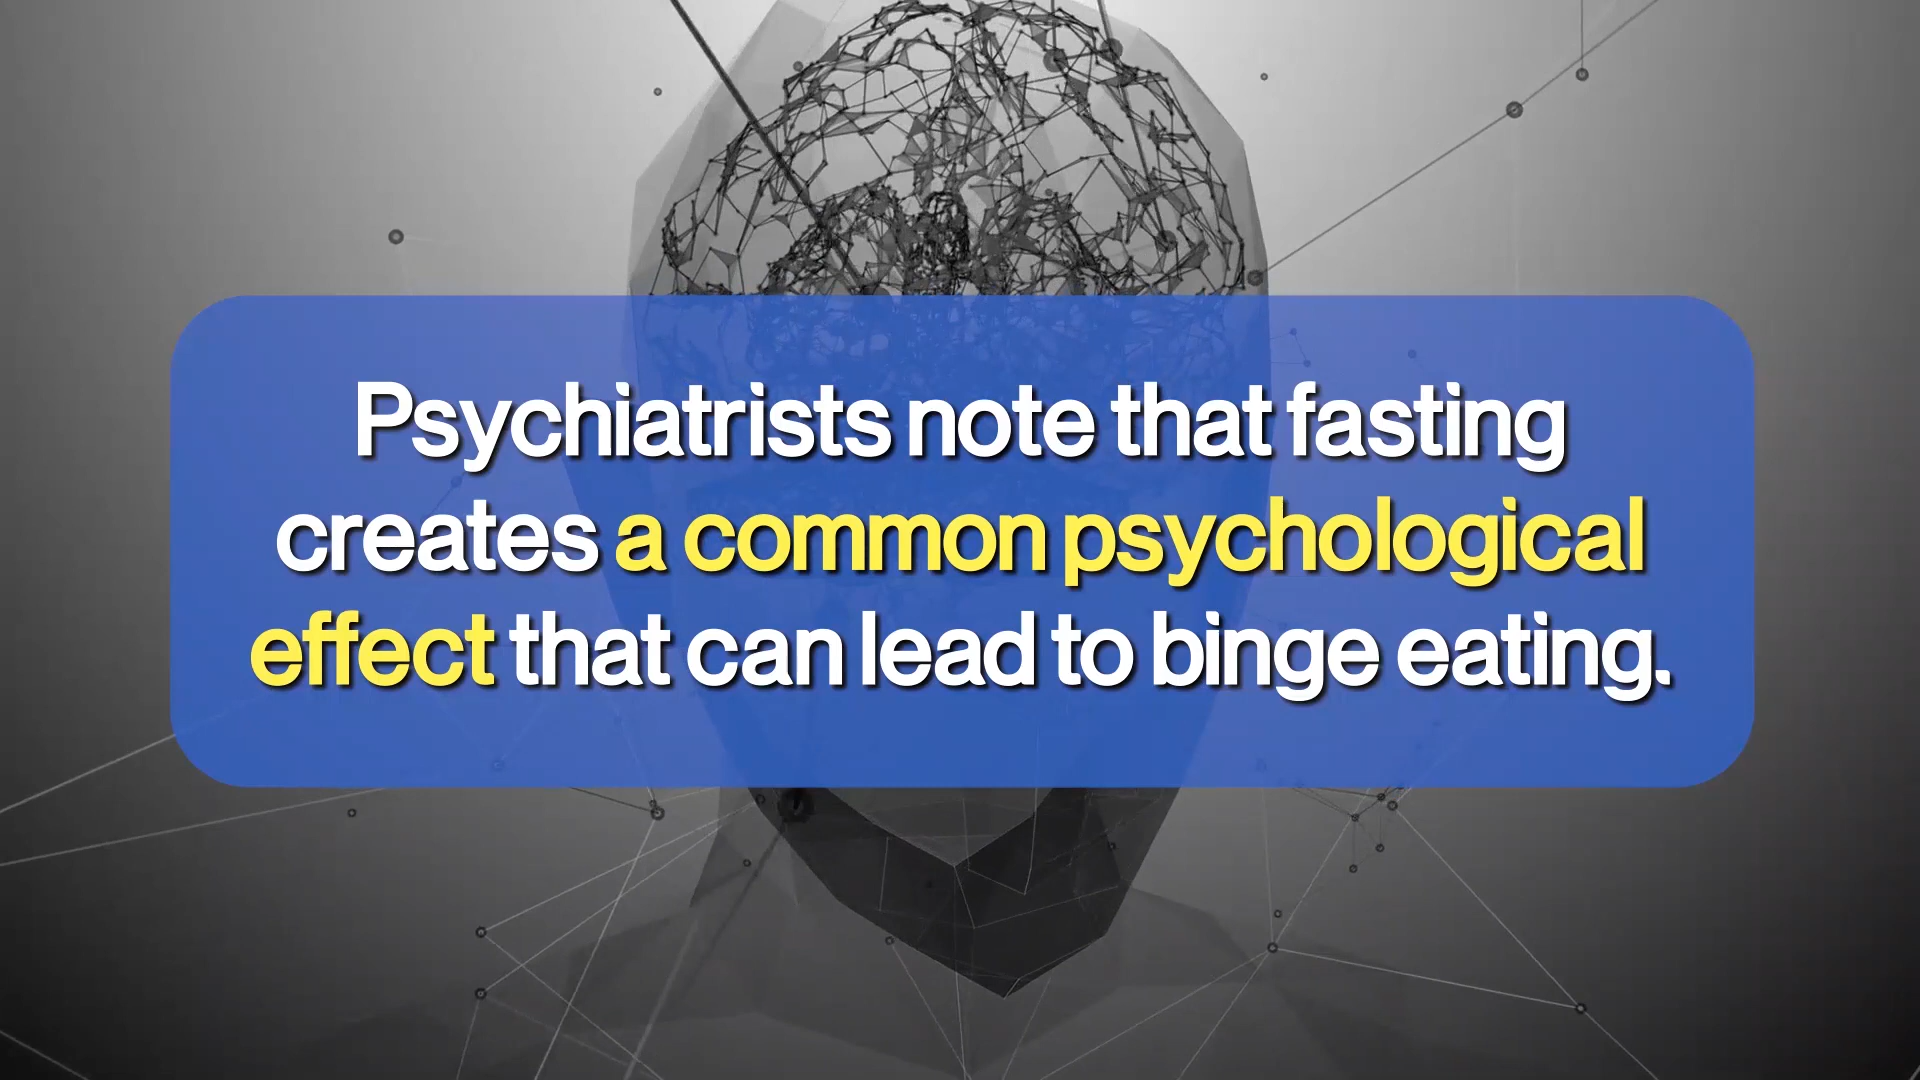 Psychiatrists note that fasting
creates a common psychological
effect that can lead to binge eating.